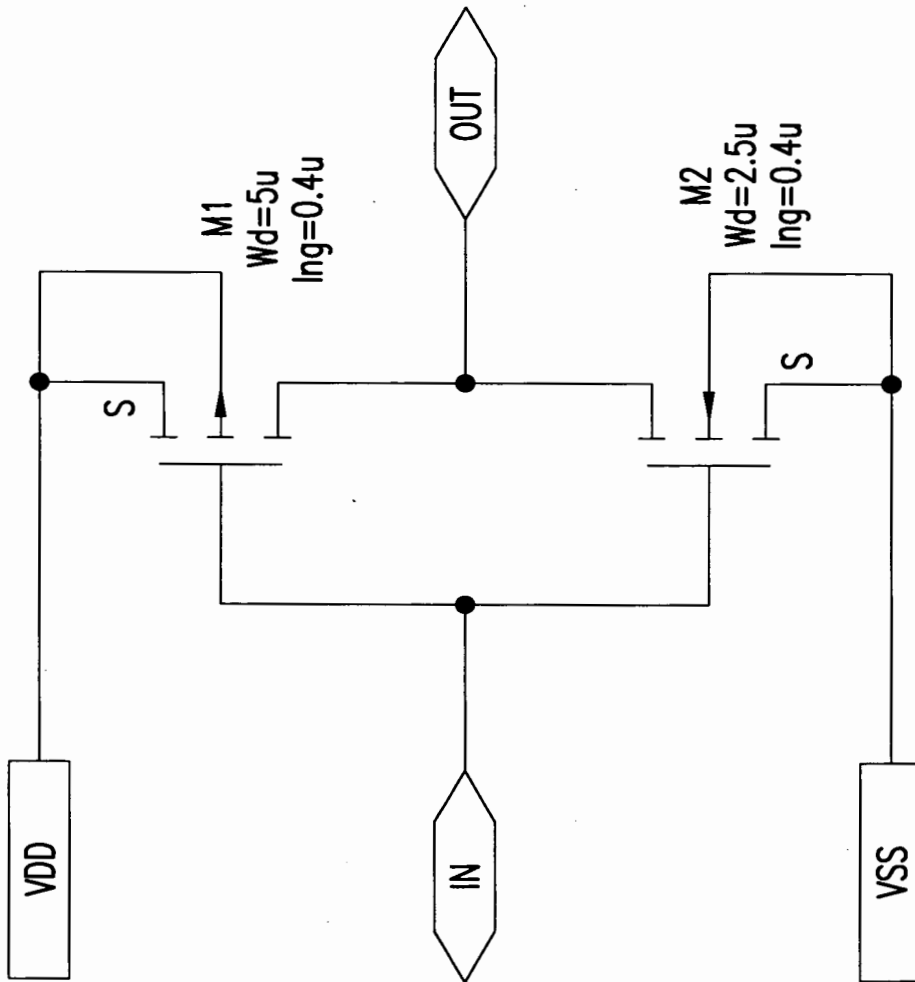 VDD
S
M1
Wd=5u
lng=0.4u
IN
OUT
M2
Wd=2.5u
lng=0.4u
S
VSS